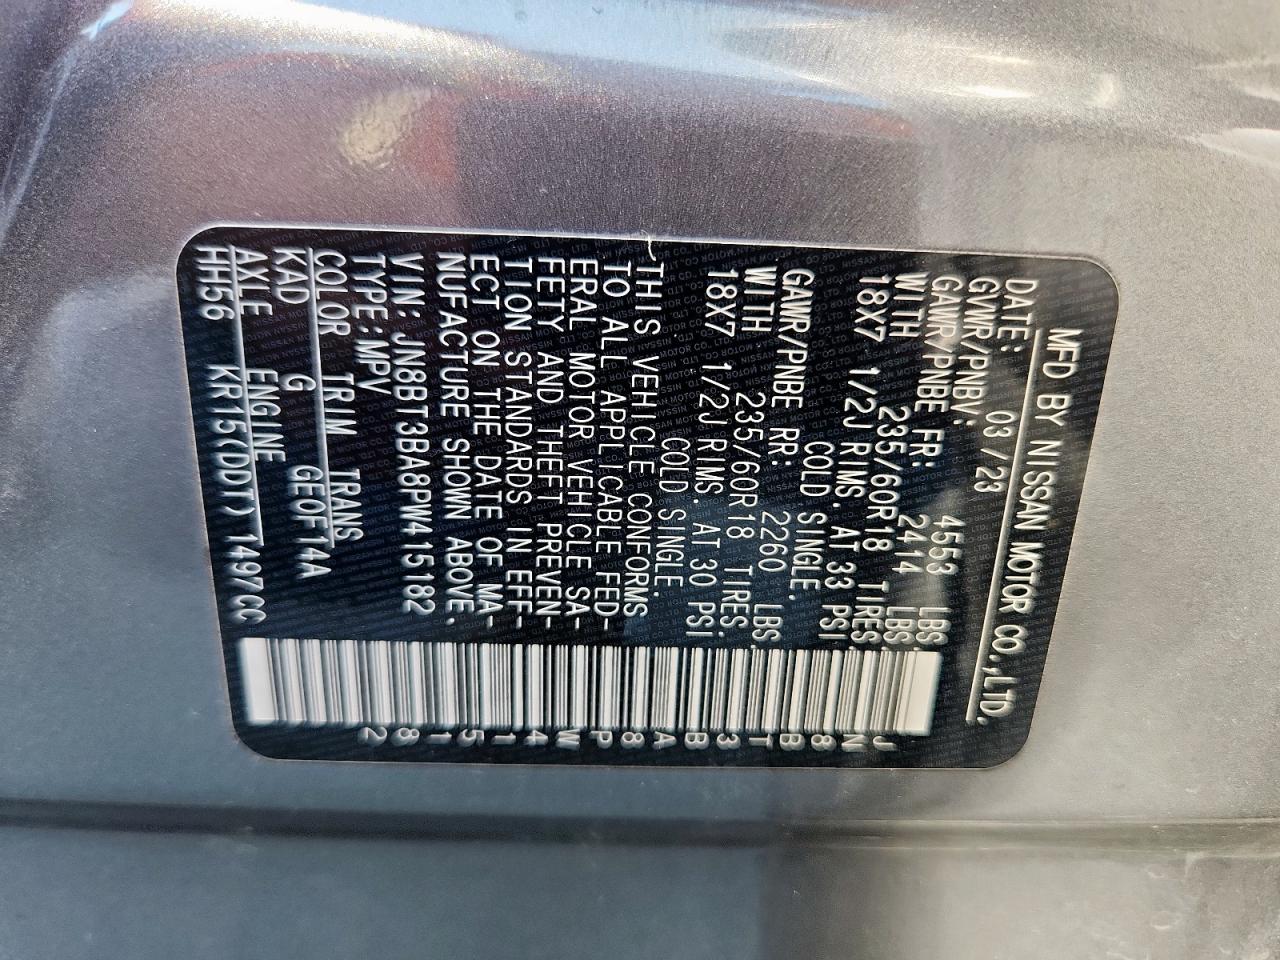 MFD BY NISSAN MOTOR CO.,LTD.
DATE: 03/23
GVWR/PNBV: 4553 LBS.
GAWR/PNBE FR: 2414 LBS.
WITH 235/60R18 TIRES.
18X7 1/2J RIMS. AT 33 PSI
COLD SINGLE.
GAWR/PNBE RR: 2260 LBS.
WITH 235/60R18 TIRES.
18X7 1/2J RIMS. AT 30 PSI
COLD SINGLE.
THIS VEHICLE CONFORMS
TO ALL APPLICABLE FED-
ERAL MOTOR VEHICLE SA-
FETY AND THEFT PREVEN-
TION STANDARDS IN EFF-
ECT ON THE DATE OF MA-
NUFACTURE SHOWN ABOVE.
VIN: JN8BT3BA8PW415182
TYPE:MPV
COLOR TRIM TRANS
KAD G GEOF14A
AXLE ENGINE
HH56 KR15(DDT) 1497CC
JN8BT3BA8PW415182